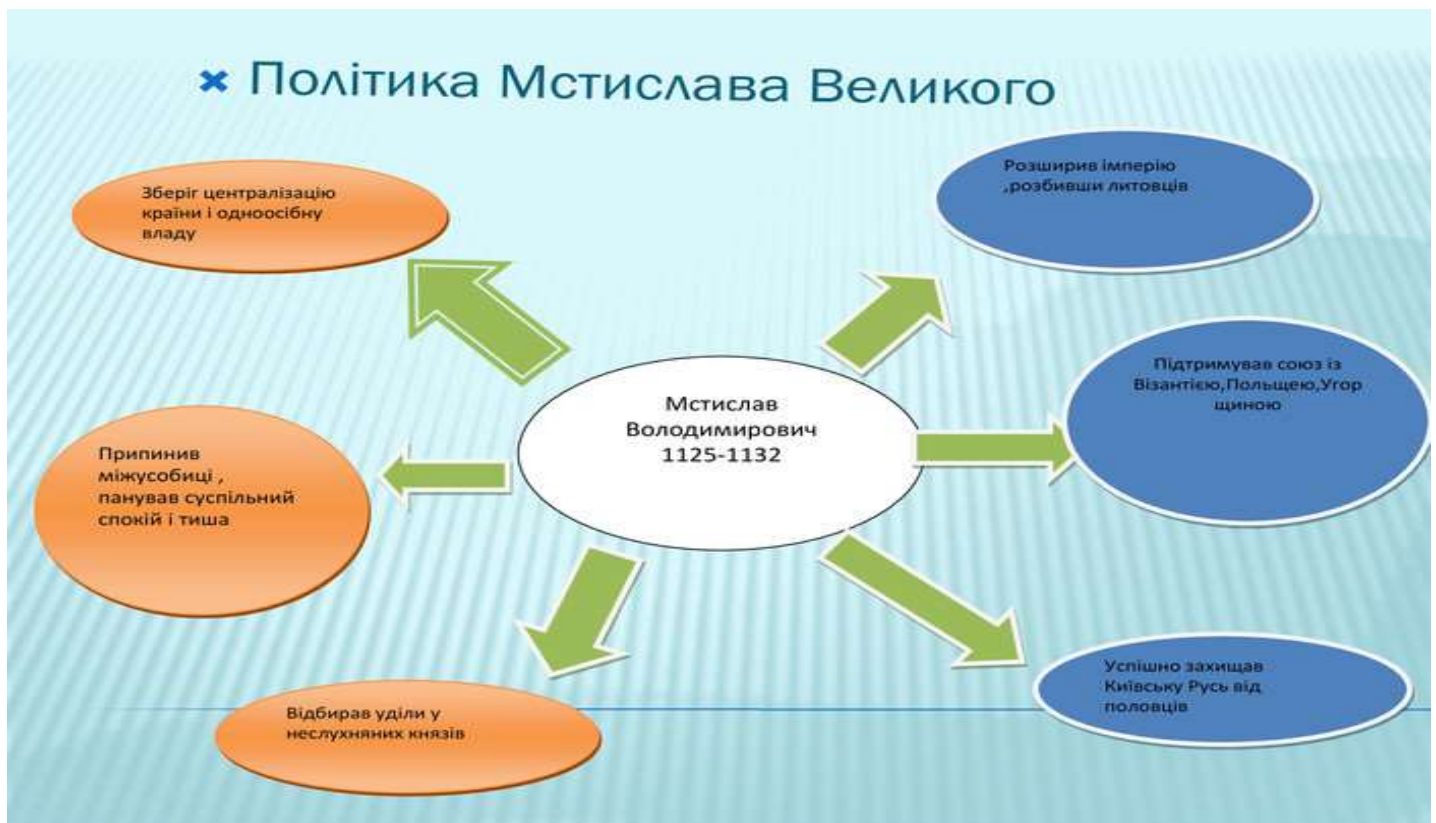 Політика Мстислава Великого
Зберіг централізацію
країни і одноосібну
владу
Розширив імперію
,розбивши литовців
Підтримував союз із
Візантією,Польщею,Угор
щиною
Мстислав
Володимирович
1125-1132
Припинив
міжусобиці ,
панував суспільний
спокій і тиша
Відбирав уділи у
неслухняних князів
Успішно захищав
Київську Русь від
половців